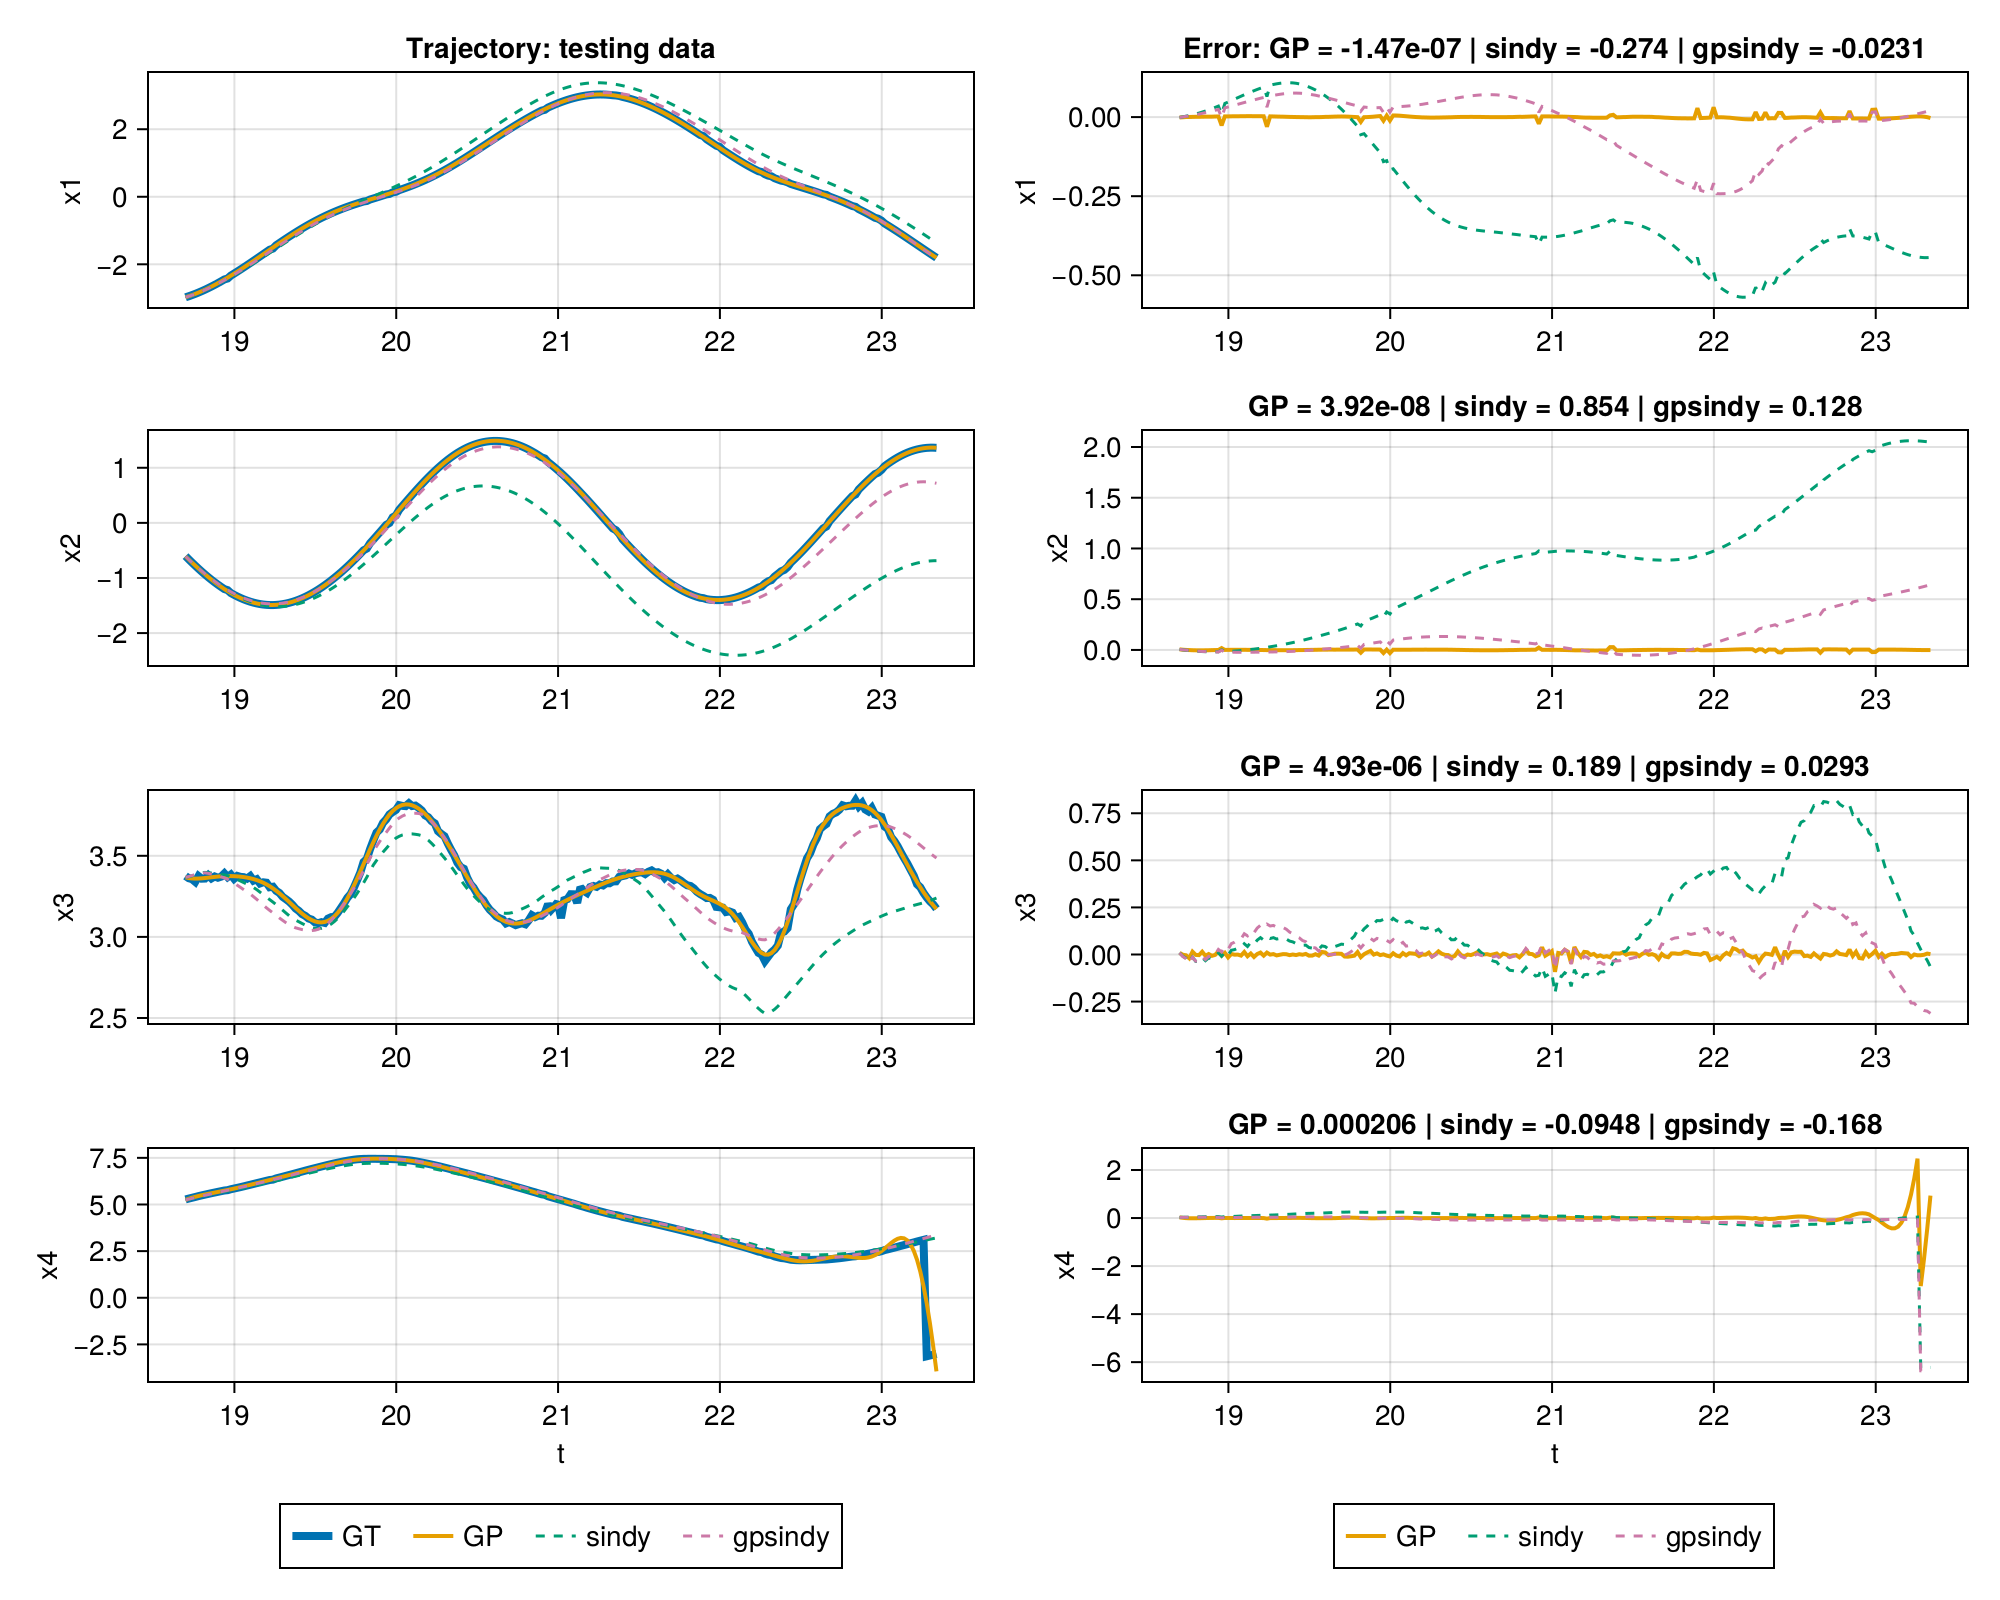 Trajectory: testing data
x1
2
0
−2
19 20 21 22 23
Error: GP = -1.47e-07 | sindy = -0.274 | gpsindy = -0.0231
x1
0.00
−0.25
−0.50
19 20 21 22 23
x2
1
0
−1
−2
19 20 21 22 23
GP = 3.92e-08 | sindy = 0.854 | gpsindy = 0.128
x2
2.0
1.5
1.0
0.5
0.0
19 20 21 22 23
x3
3.5
3.0
2.5
19 20 21 22 23
GP = 4.93e-06 | sindy = 0.189 | gpsindy = 0.0293
x3
0.75
0.50
0.25
0.00
−0.25
19 20 21 22 23
x4
7.5
5.0
2.5
0.0
−2.5
19 20 21 22 23
t
GP = 0.000206 | sindy = -0.0948 | gpsindy = -0.168
x4
2
0
−2
−4
−6
19 20 21 22 23
t
GT GP sindy gpsindy
GP sindy gpsindy